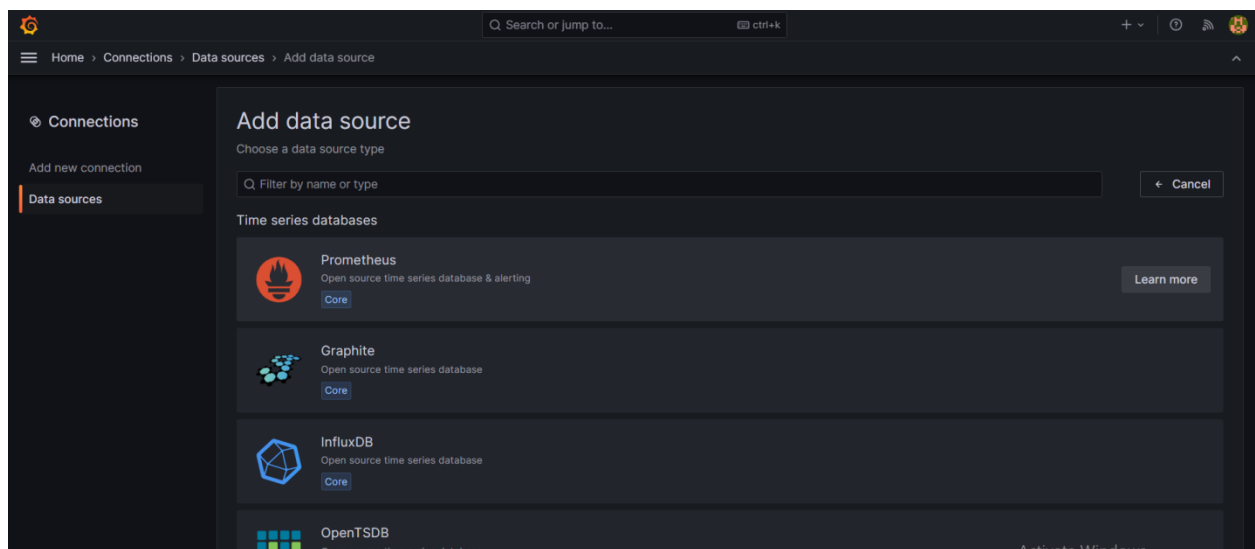 Search or jump to... ctrl+k
Home › Connections › Data sources › Add data source
Connections
Add new connection
Data sources
Add data source
Choose a data source type
Filter by name or type
← Cancel
Time series databases
Prometheus
Open source time series database & alerting
Core
Learn more
Graphite
Open source time series database
Core
InfluxDB
Open source time series database
Core
OpenTSDB